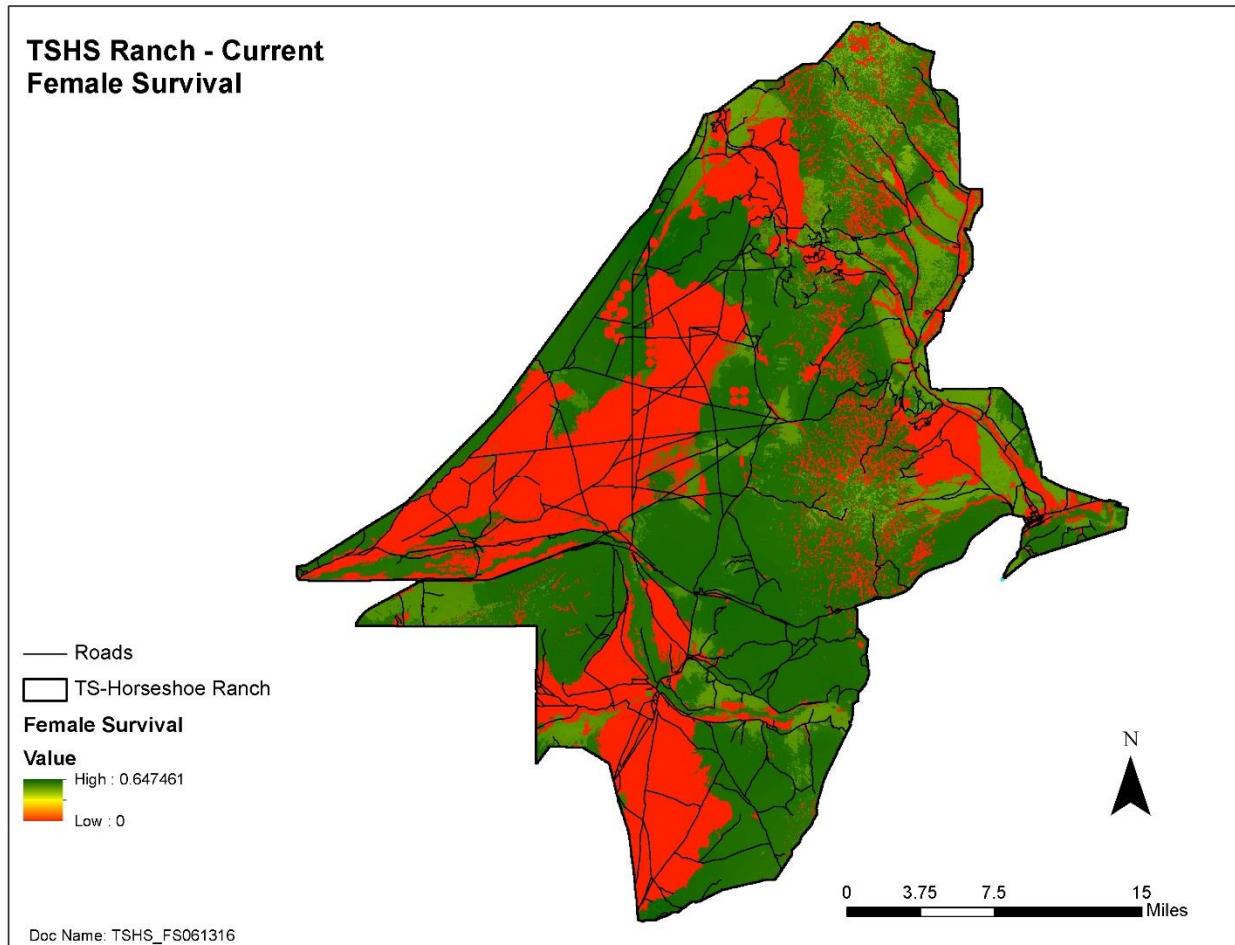 TSHS Ranch - Current
Female Survival
Roads
TS-Horseshoe Ranch
Female Survival
Value
High : 0.647461
Low : 0
N
0 3.75 7.5 15
Miles
Doc Name: TSHS_FS061316